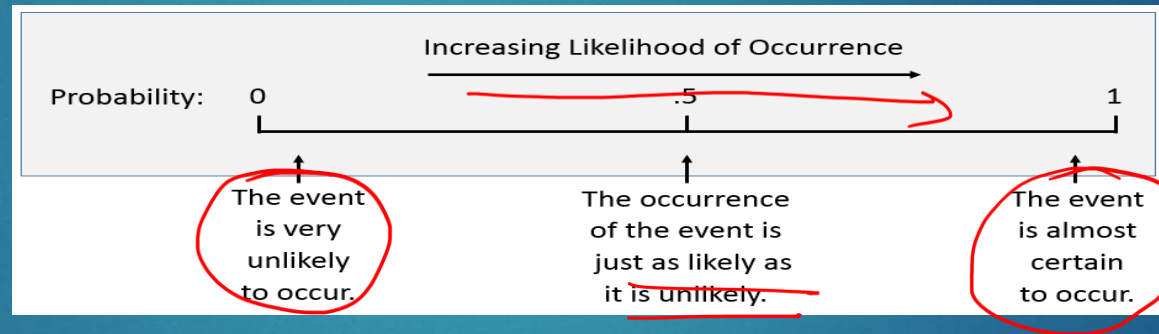 Increasing Likelihood of Occurrence
Probability: 0 .5 1
The event
is very
unlikely
to occur.
The occurrence
of the event is
just as likely as
it is unlikely.
The event
is almost
certain
to occur.